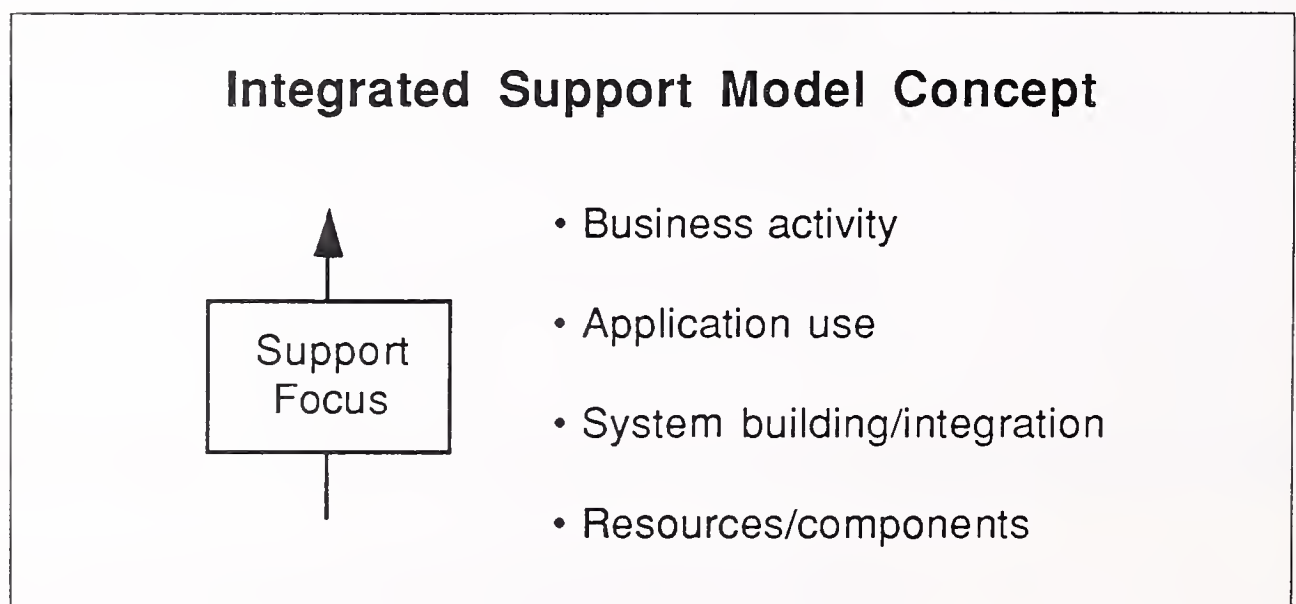 Integrated Support Model Concept
Support
Focus
• Business activity
• Application use
• System building/integration
• Resources/components